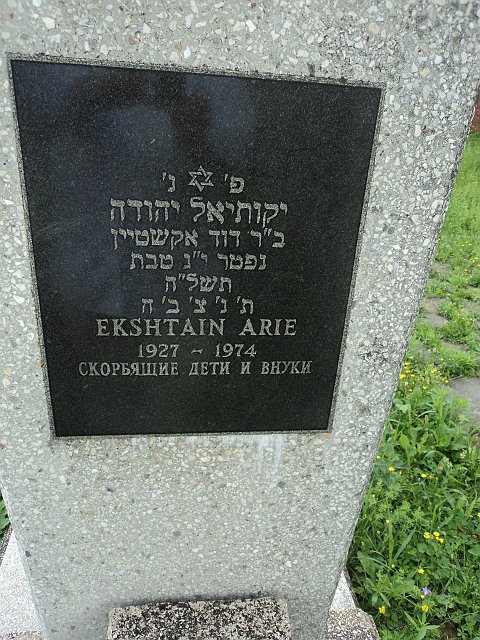 פ' נ'
יקותיאל יהודה
ב"ר דוד אקשטיין
נפטר י"ג טבת
תשל"ה
ת' נ' צ' ב' ה
EKSHTAIN ARIE
1927 - 1974
СКОРБЯЩИЕ ДЕТИ И ВНУКИ